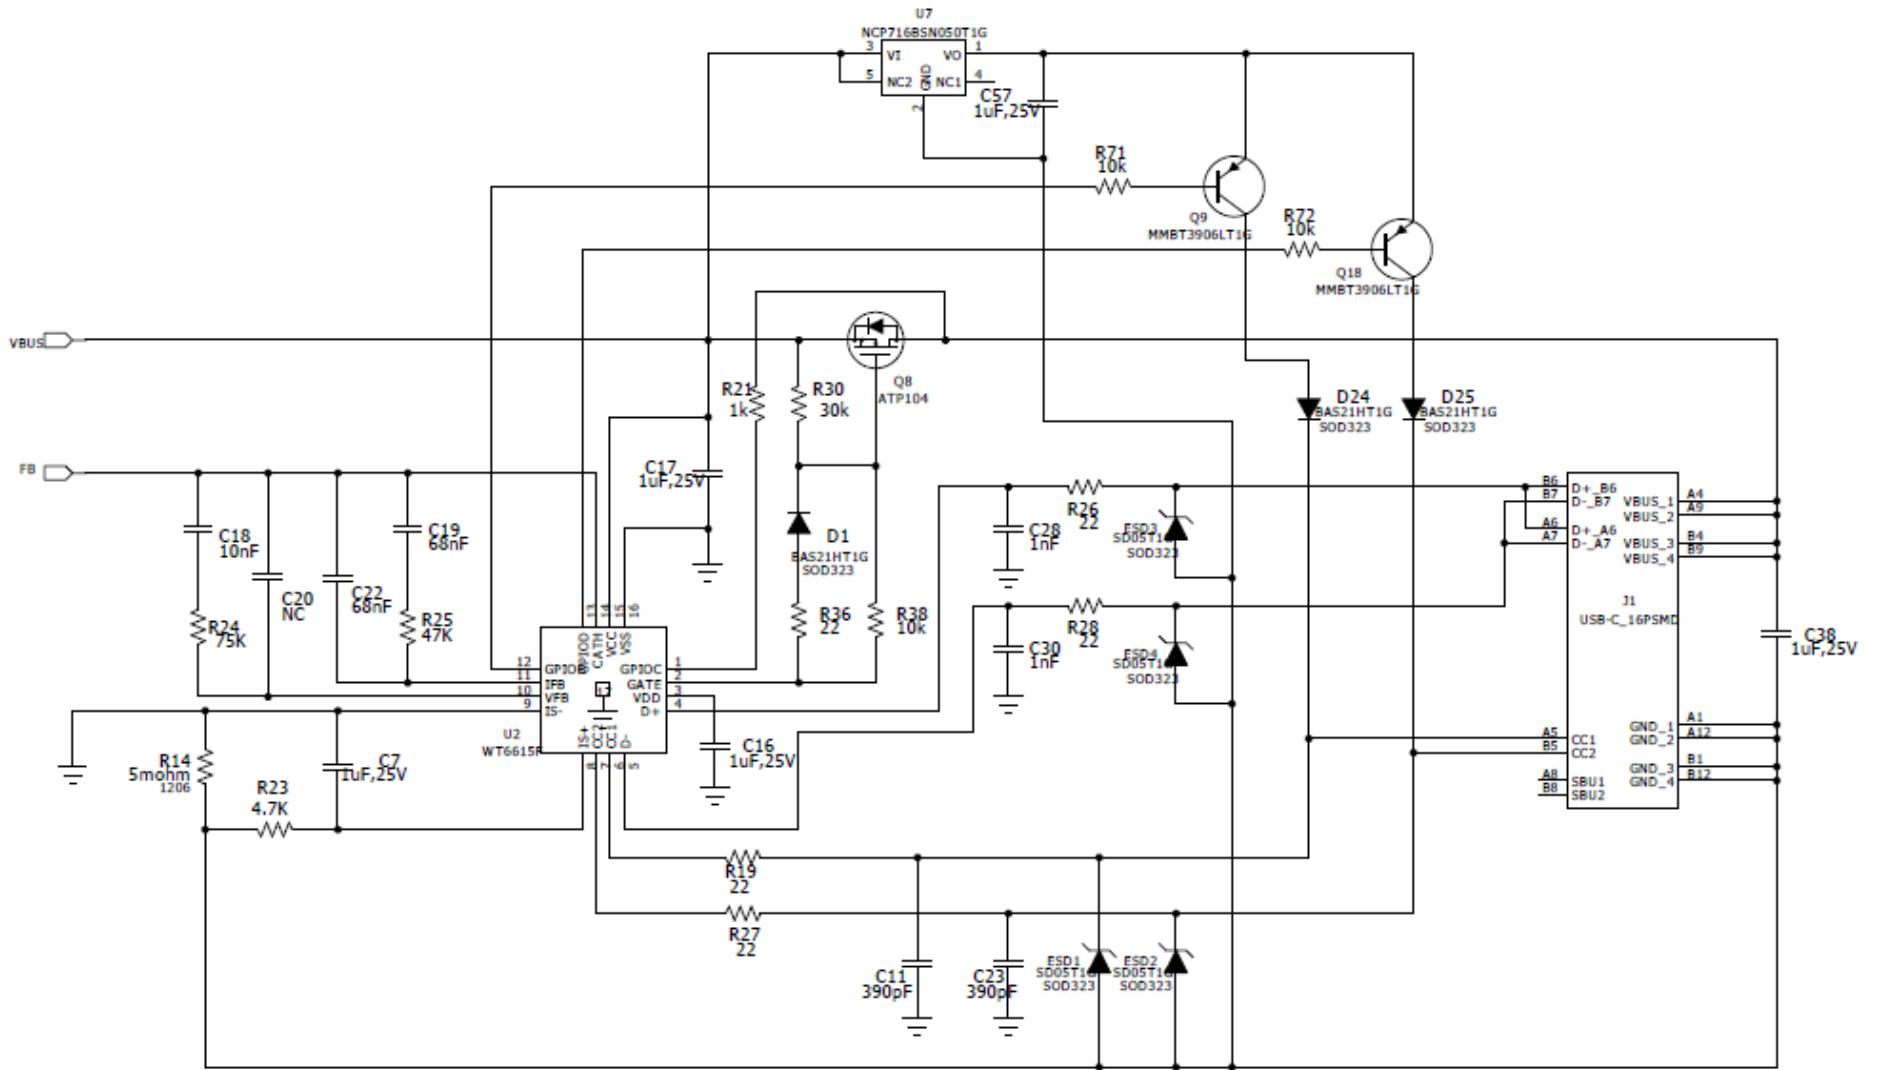 U7
NCP716BSN050T1G
3 VI VO 1
5 NC2 GND NC1 4
2
C57
1uF,25V
R71
10k
Q9
MMBT3906LT1G
R72
10k
Q18
MMBT3906LT1G
VBUS
R21
1k
R30
30k
Q8
ATP104
D24
BAS21HT1G
SOD323
D25
BAS21HT1G
SOD323
FB
C17
1uF,25V
C18
10nF
C19
68nF
C20
NC
C22
68nF
R24
75K
R25
47K
D1
BAS21HT1G
SOD323
R36
22
R38
10k
C28
1nF
R26
22
ESD3
SD05T1G
SOD323
C30
1nF
R28
22
ESD4
SD05T1G
SOD323
B6 D+_B6
B7 D-_B7
A6 D+_A6
A7 D-_A7
VBUS_1 A4
VBUS_2 A9
VBUS_3 B4
VBUS_4 B9
J1
USB-C_16PSMD
A5 CC1
B5 CC2
A8 SBU1
B8 SBU2
GND_1 A1
GND_2 A12
GND_3 B1
GND_4 B12
C38
1uF,25V
13 14 15 16
GPIOD CATH VCC VSS
12 GPIOB
11 IFB
10 VFB
9 IS-
17
GPIOC 1
GATE 2
VDD 3
D+ 4
IS+ CC2 CC1 D-
8 7 6 5
U2
WT6615F
R14
5mohm
1206
C7
1uF,25V
R23
4.7K
C16
1uF,25V
R19
22
R27
22
C11
390pF
C23
390pF
ESD1
SD05T1G
SOD323
ESD2
SD05T1G
SOD323